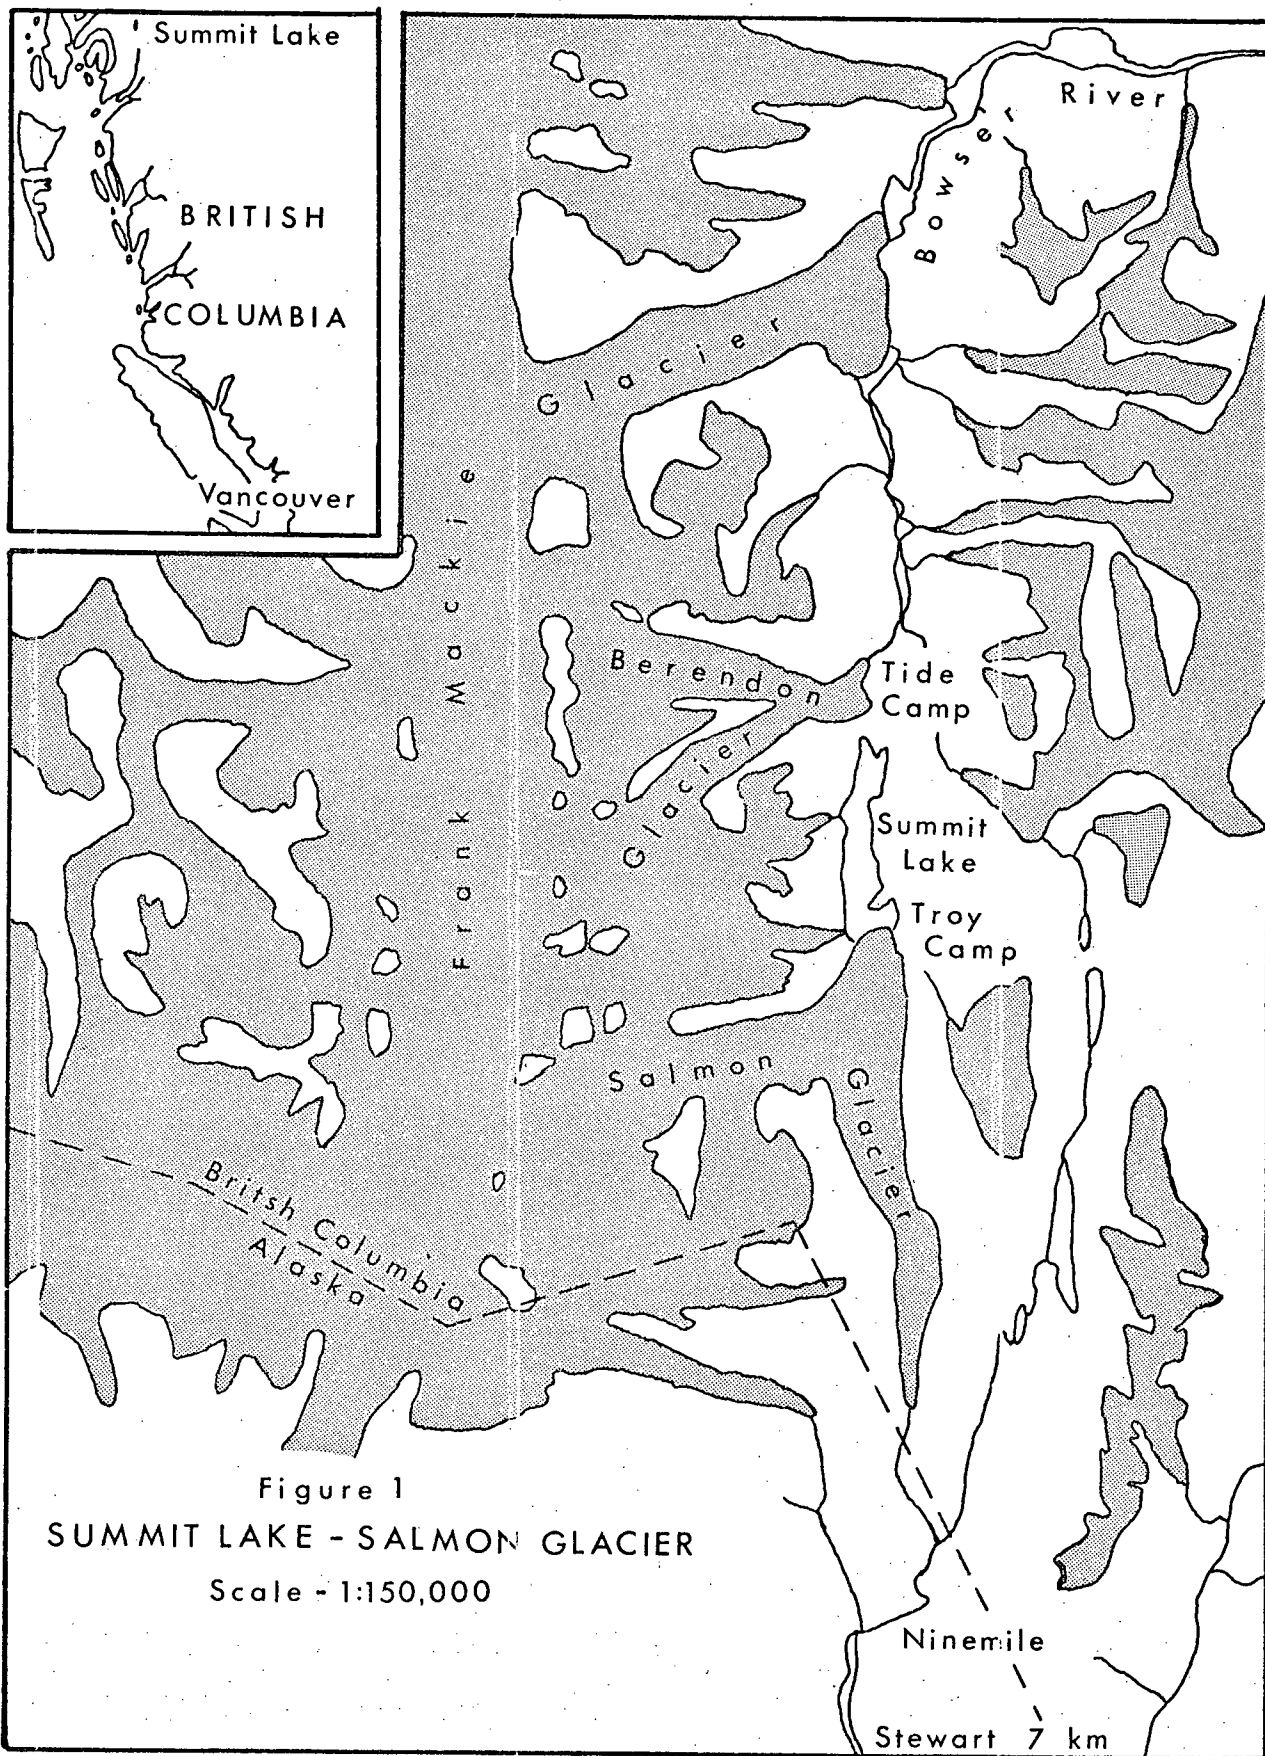 Summit Lake
BRITISH
COLUMBIA
Vancouver
River
Bowser
Glacier
Frank Mackie
Berendon
Glacier
Tide
Camp
Summit
Lake
Troy
Camp
Salmon
Glacier
Britsh Columbia
Alaska
Figure 1
SUMMIT LAKE - SALMON GLACIER
Scale - 1:150,000
Ninemile
Stewart 7 km